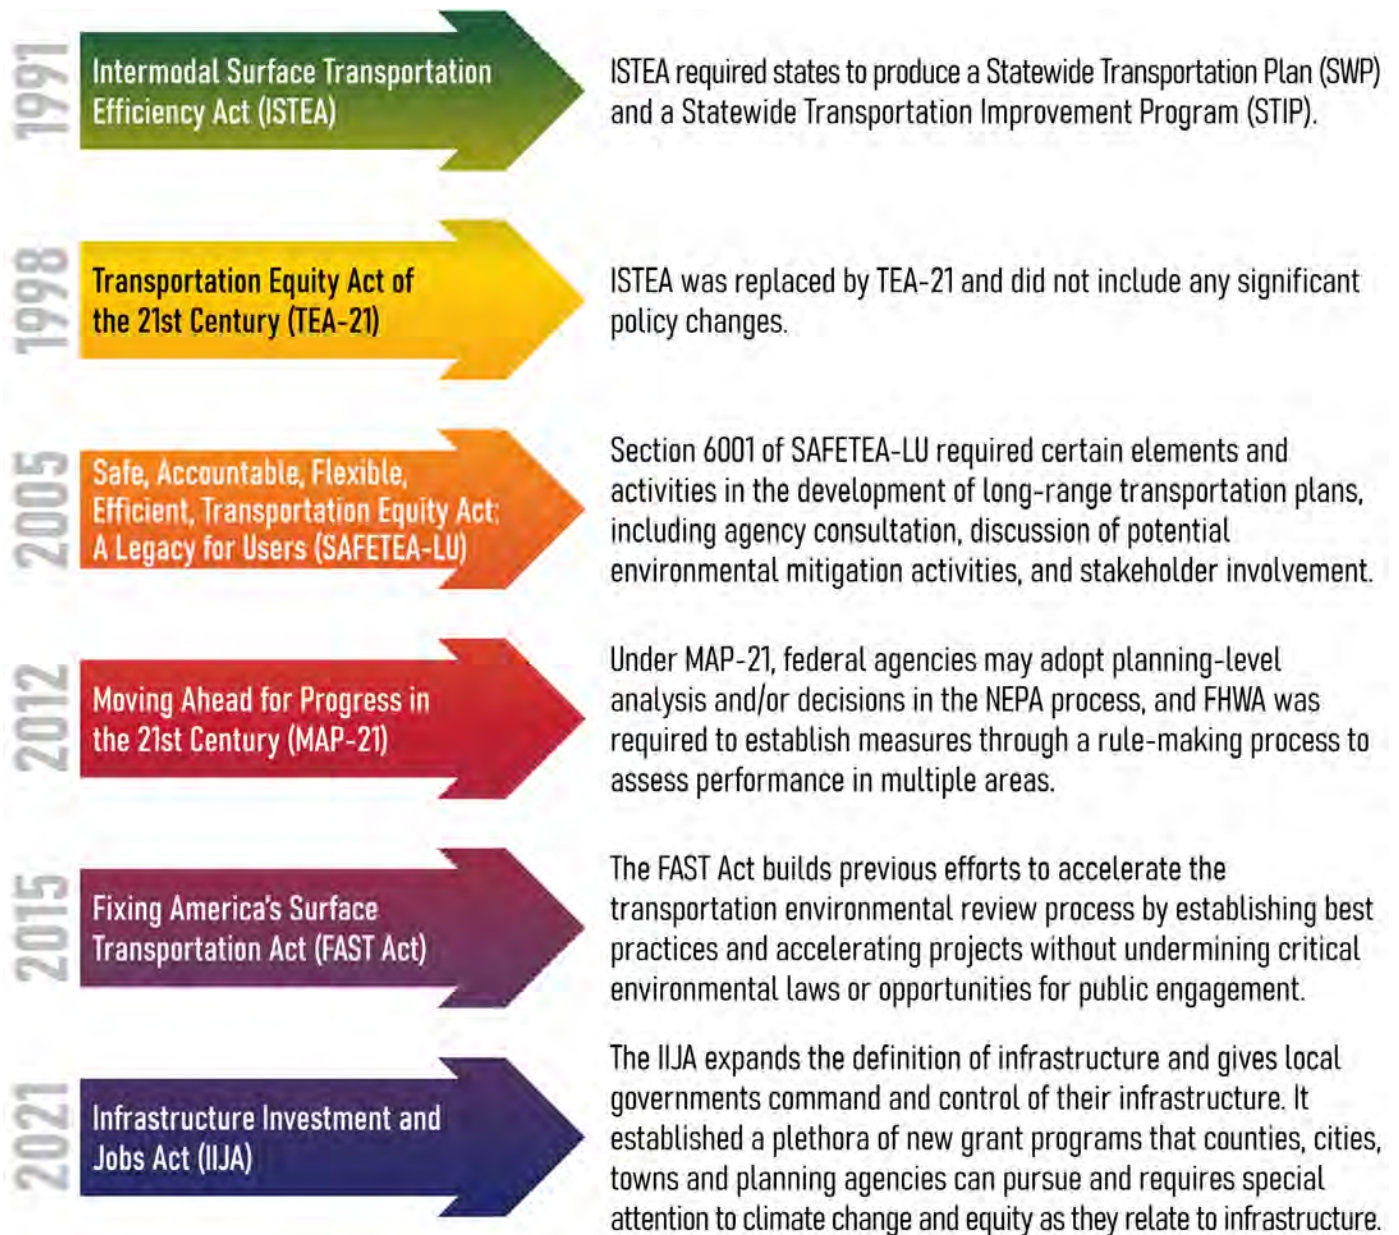 1991
Intermodal Surface Transportation
Efficiency Act (ISTEA)
ISTEA required states to produce a Statewide Transportation Plan (SWP)
and a Statewide Transportation Improvement Program (STIP).
1998
Transportation Equity Act of
the 21st Century (TEA-21)
ISTEA was replaced by TEA-21 and did not include any significant
policy changes.
2005
Safe, Accountable, Flexible,
Efficient, Transportation Equity Act:
A Legacy for Users (SAFETEA-LU)
Section 6001 of SAFETEA-LU required certain elements and
activities in the development of long-range transportation plans,
including agency consultation, discussion of potential
environmental mitigation activities, and stakeholder involvement.
2012
Moving Ahead for Progress in
the 21st Century (MAP-21)
Under MAP-21, federal agencies may adopt planning-level
analysis and/or decisions in the NEPA process, and FHWA was
required to establish measures through a rule-making process to
assess performance in multiple areas.
2015
Fixing America's Surface
Transportation Act (FAST Act)
The FAST Act builds previous efforts to accelerate the
transportation environmental review process by establishing best
practices and accelerating projects without undermining critical
environmental laws or opportunities for public engagement.
2021
Infrastructure Investment and
Jobs Act (IIJA)
The IIJA expands the definition of infrastructure and gives local
governments command and control of their infrastructure. It
established a plethora of new grant programs that counties, cities,
towns and planning agencies can pursue and requires special
attention to climate change and equity as they relate to infrastructure.